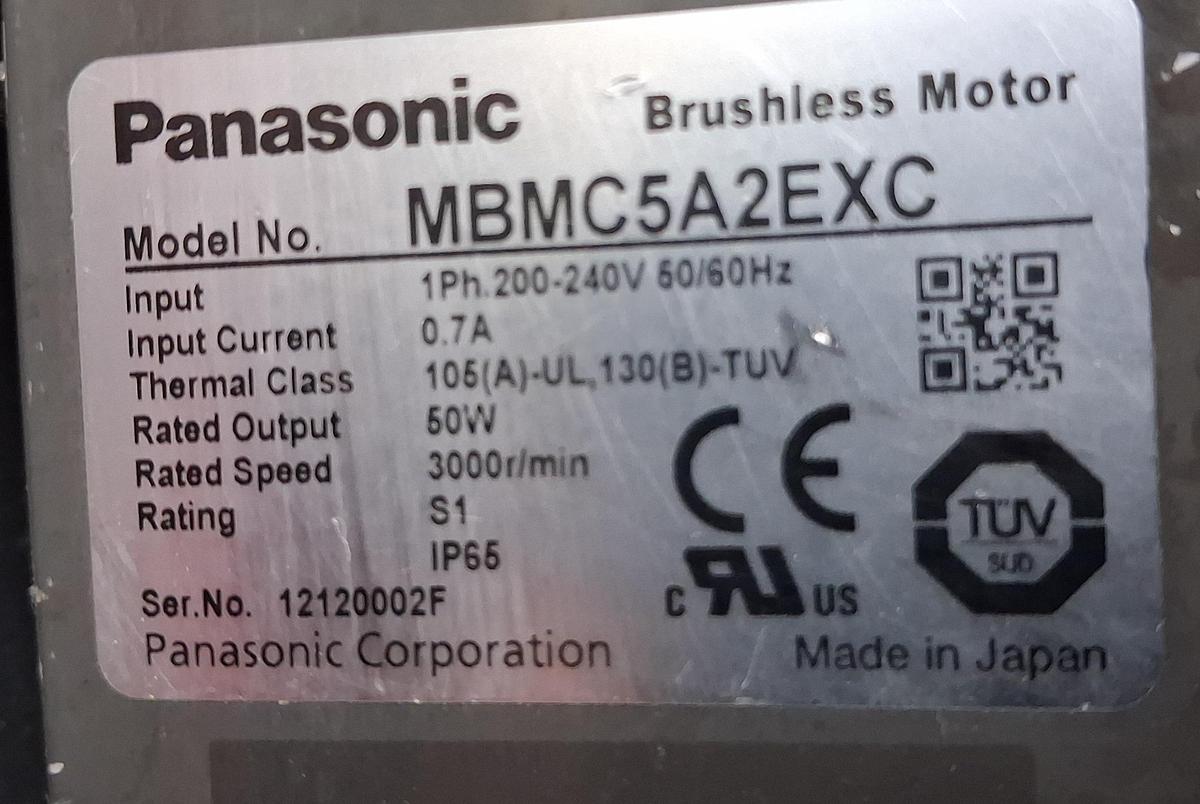 Panasonic Brushless Motor
Model No. MBMC5A2EXC
Input 1Ph.200-240V 50/60Hz
Input Current 0.7A
Thermal Class 105(A)-UL,130(B)-TUV
Rated Output 50W
Rated Speed 3000r/min
Rating S1
IP65
CE
TÜV
SÜD
C RU US
Ser.No. 12120002F
Panasonic Corporation Made in Japan